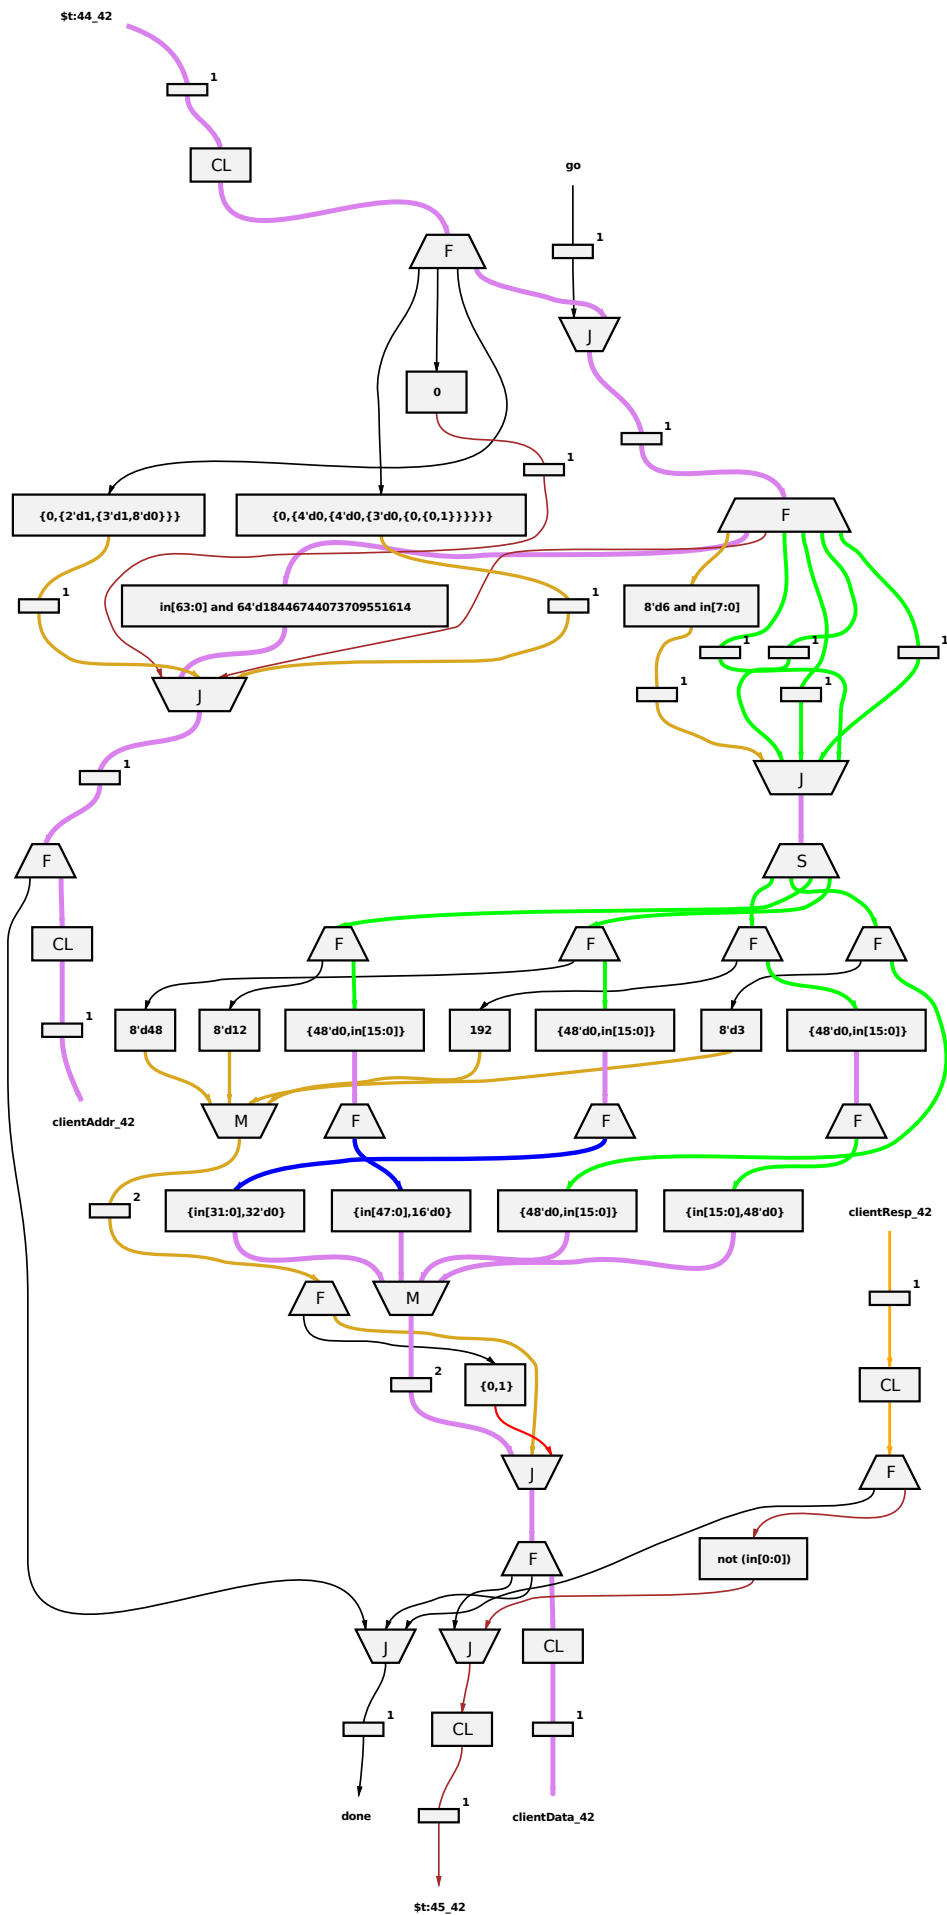 $t:44_42
1
CL
go
F
1
J
0
1
1
{0,{2'd1,{3'd1,8'd0}}}
{0,{4'd0,{4'd0,{3'd0,{0,{0,1}}}}}}
F
in[63:0] and 64'd18446744073709551614
8'd6 and in[7:0]
1
1
1
1
1
1
1
J
1
J
F
S
CL
F
F
F
F
1
8'd48
8'd12
{48'd0,in[15:0]}
192
{48'd0,in[15:0]}
8'd3
{48'd0,in[15:0]}
clientAddr_42
M
F
F
F
2
{in[31:0],32'd0}
{in[47:0],16'd0}
{48'd0,in[15:0]}
{in[15:0],48'd0}
clientResp_42
F
M
1
2
{0,1}
CL
J
F
F
not (in[0:0])
J
J
CL
1
CL
1
done
1
clientData_42
$t:45_42